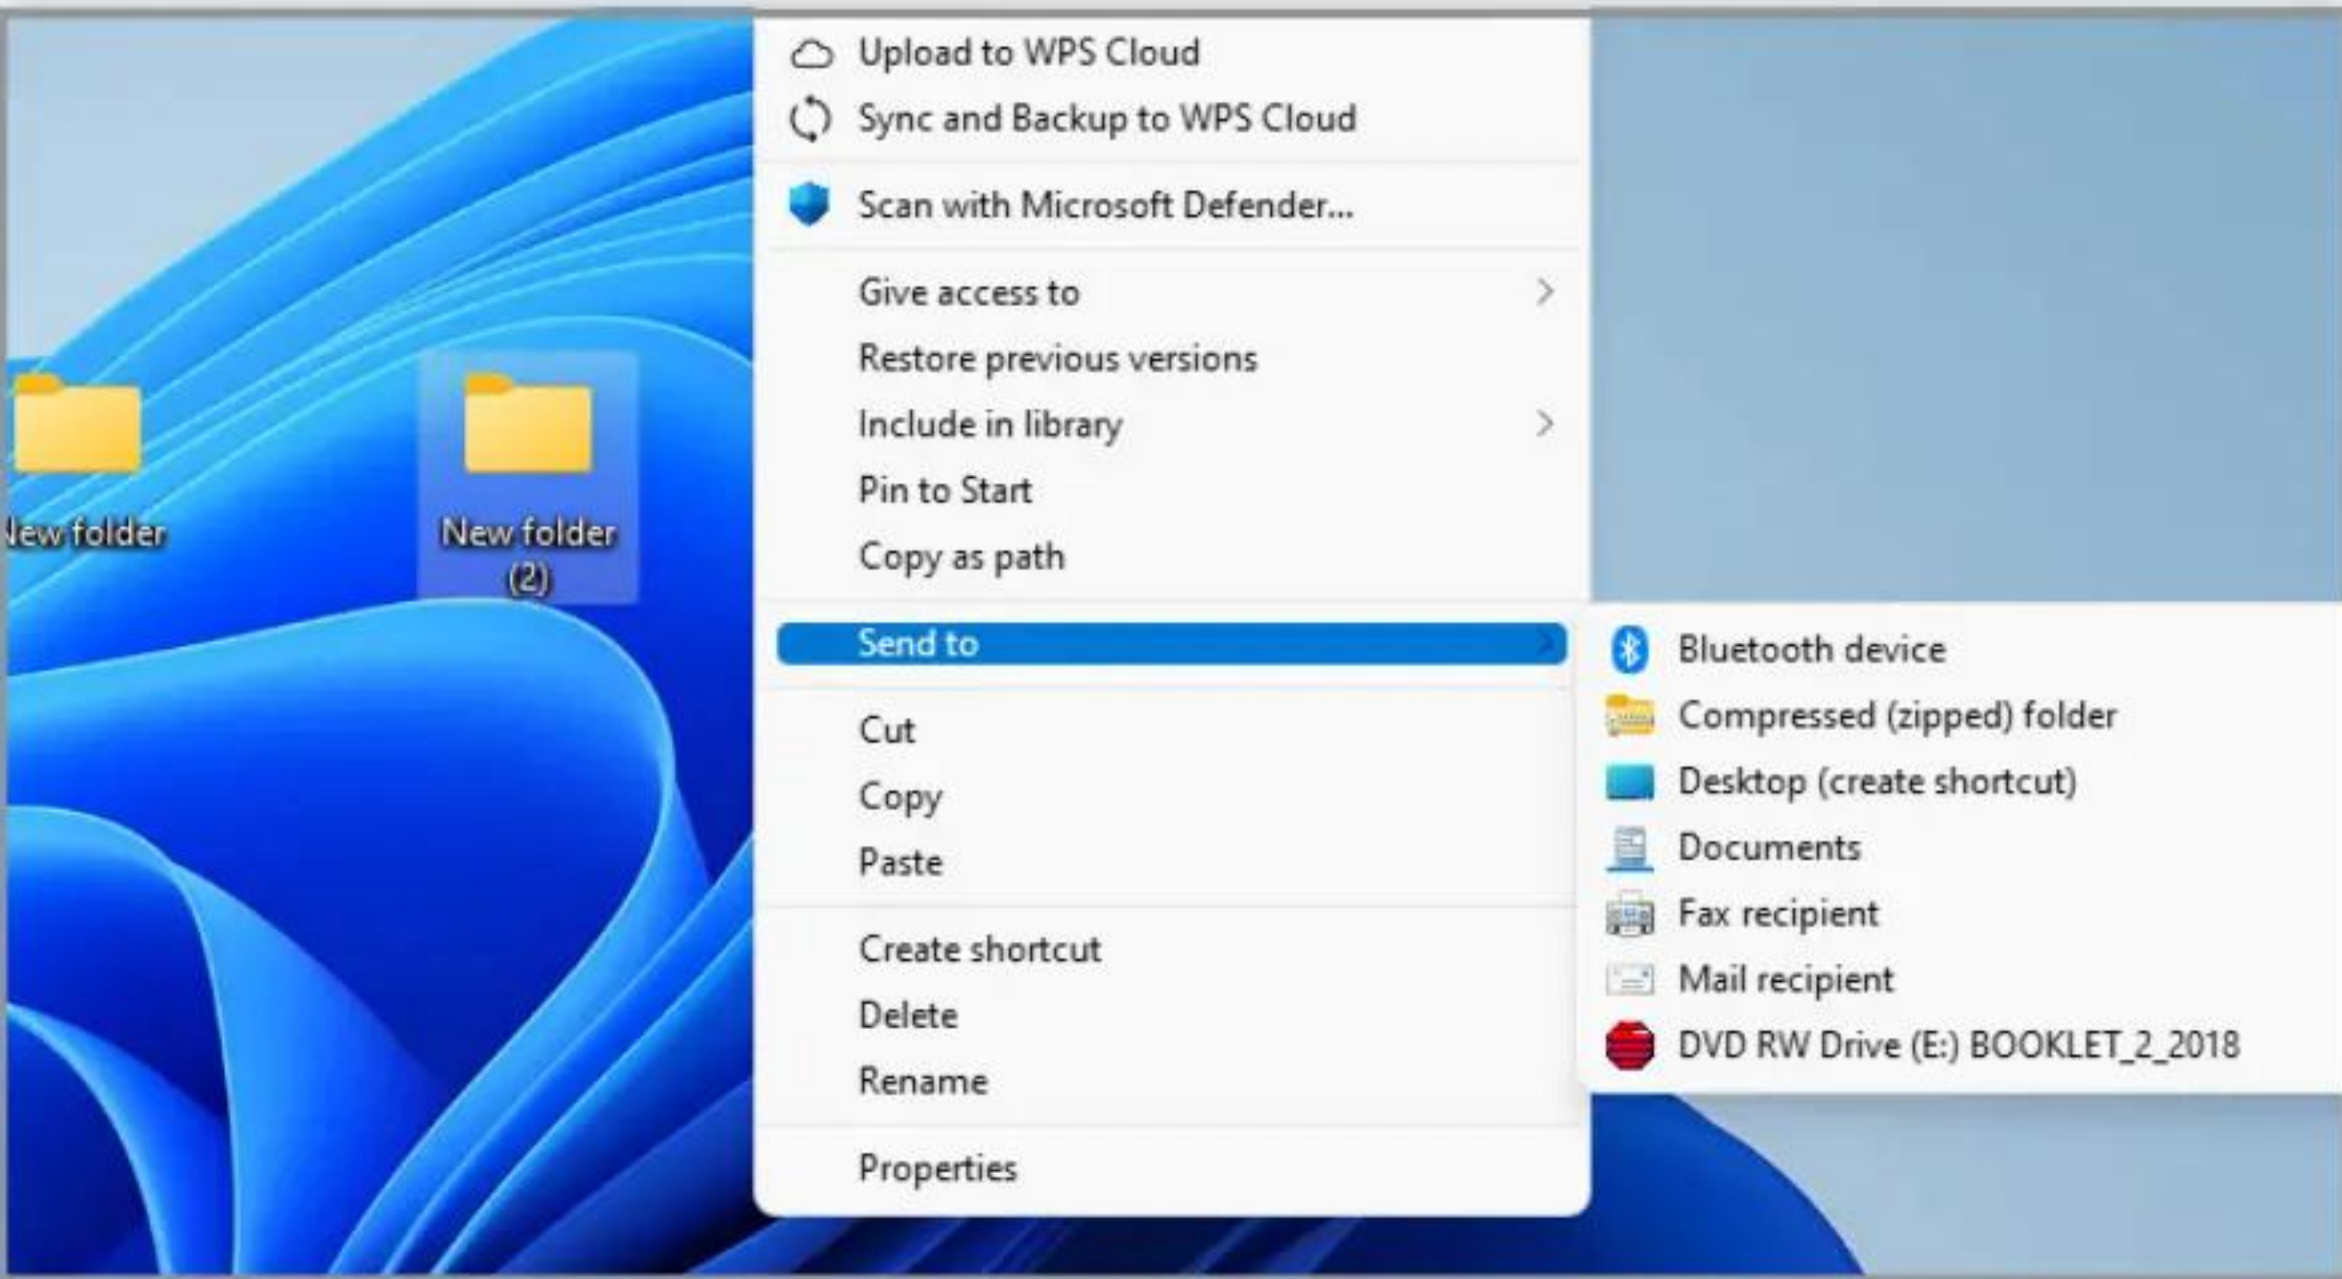 Upload to WPS Cloud
Sync and Backup to WPS Cloud
Scan with Microsoft Defender...
Give access to
Restore previous versions
Include in library
Pin to Start
Copy as path
Send to
Cut
Copy
Paste
Create shortcut
Delete
Rename
Properties
New folder
New folder
(2)
Bluetooth device
Compressed (zipped) folder
Desktop (create shortcut)
Documents
Fax recipient
Mail recipient
DVD RW Drive (E:) BOOKLET_2_2018